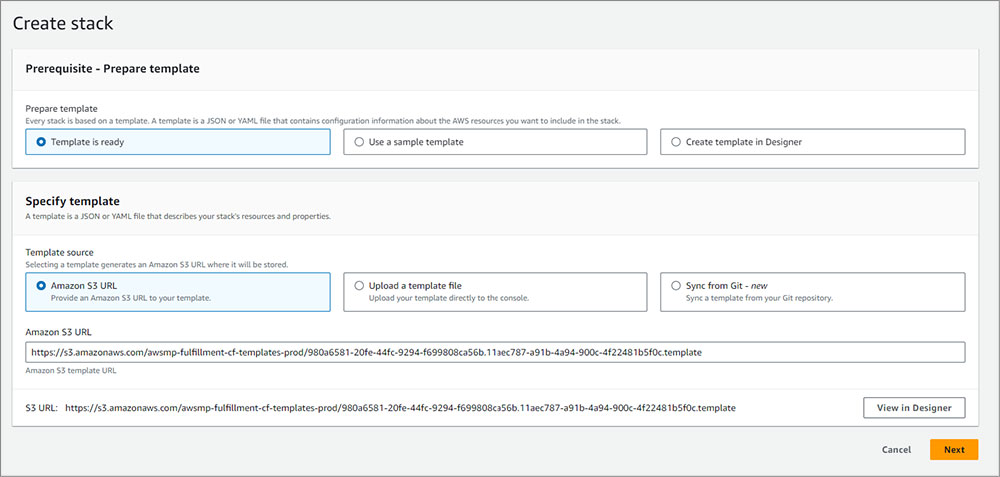 Create stack
Prerequisite - Prepare template
Prepare template
Every stack is based on a template. A template is a JSON or YAML file that contains configuration information about the AWS resources you want to include in the stack.
Template is ready
Use a sample template
Create template in Designer
Specify template
A template is a JSON or YAML file that describes your stack's resources and properties.
Template source
Selecting a template generates an Amazon S3 URL where it will be stored.
Amazon S3 URL
Provide an Amazon S3 URL to your template.
Upload a template file
Upload your template directly to the console.
Sync from Git - new
Sync a template from your Git repository.
Amazon S3 URL
https://s3.amazonaws.com/awsmp-fulfillment-cf-templates-prod/980a6581-20fe-44fc-9294-f699808ca56b.11aec787-a91b-4a94-900c-4f22481b5f0c.template
Amazon S3 template URL
S3 URL: https://s3.amazonaws.com/awsmp-fulfillment-cf-templates-prod/980a6581-20fe-44fc-9294-f699808ca56b.11aec787-a91b-4a94-900c-4f22481b5f0c.template
View in Designer
Cancel
Next